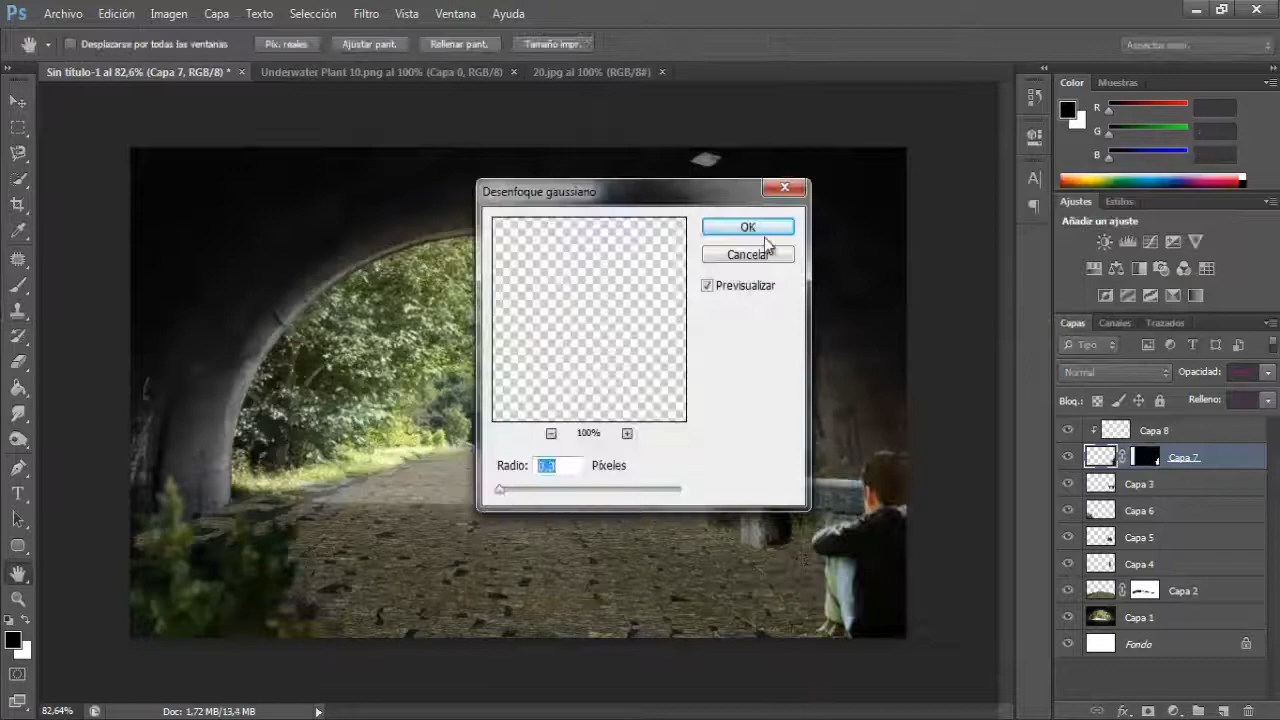 Ps Archivo Edición Imagen Capa Texto Selección Filtro Vista Ventana Ayuda
Desplazarse por todas las ventanas Píx. reales Ajustar pant. Rellenar pant. Tamaño impr.
Sin título-1 al 82,6% (Capa 7, RGB/8) * × Underwater Plant 10.png al 100% (Capa 0, RGB/8) × 20.jpg al 100% (RGB/8#) ×
Color Muestras
R
G
B
Ajustes Estilos
Añadir un ajuste
Capas Canales Trazados
Tipo
Normal Opacidad:
Bloq.: Relleno:
Capa 8
Capa 7
Capa 3
Capa 6
Capa 5
Capa 4
Capa 2
Capa 1
Fondo
Desenfoque gaussiano
OK
Cancelar
Previsualizar
100%
Radio: Píxeles
82,64% Doc: 1,72 MB/13,4 MB